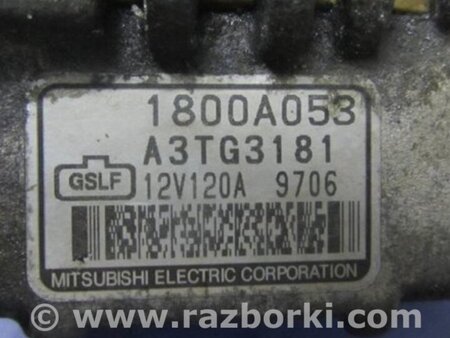 1800A053
A3TG3181
GSLF 12V120A 9706
MITSUBISHI ELECTRIC CORPORATION
www.razborki.com